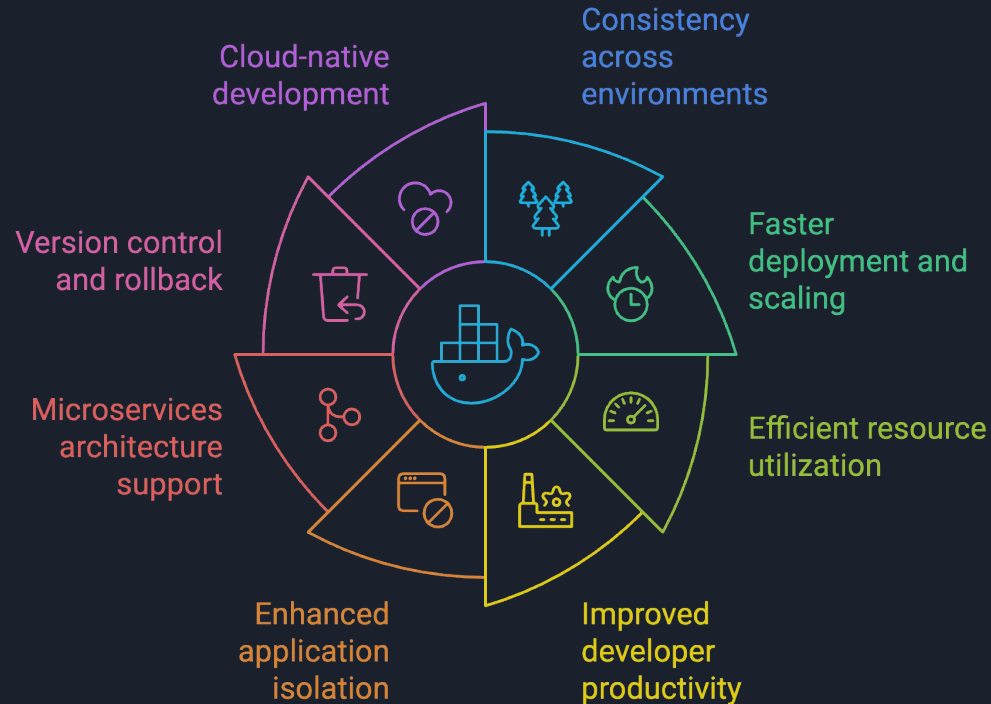 Consistency
across
environments
Cloud-native
development
Faster
deployment and
scaling
Version control
and rollback
Efficient resource
utilization
Microservices
architecture
support
Improved
developer
productivity
Enhanced
application
isolation